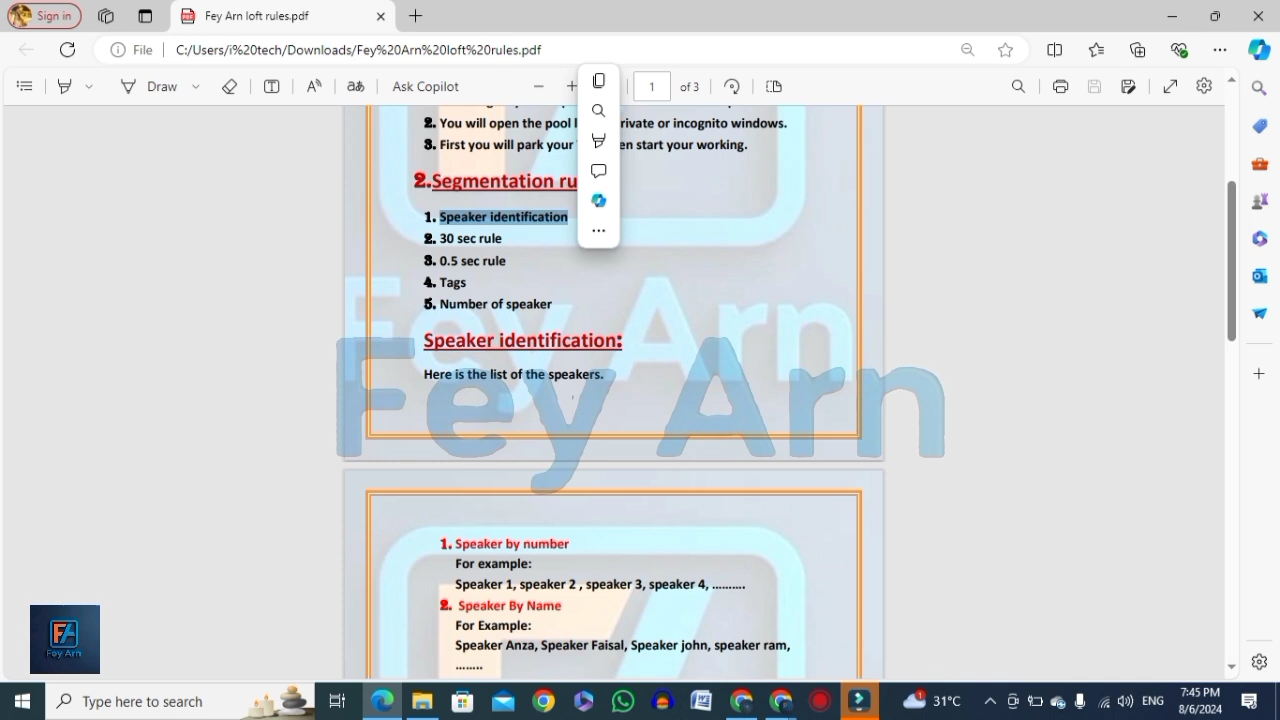 Sign in
Fey Arn loft rules.pdf
File
C:/Users/i%20tech/Downloads/Fey%20Arn%20loft%20rules.pdf
Draw
Ask Copilot
1 of 3
2. You will open the pool l rivate or incognito windows.
3. First you will park your en start your working.
2.Segmentation ru
1. Speaker identification
2. 30 sec rule
3. 0.5 sec rule
4. Tags
5. Number of speaker
Speaker identification:
Here is the list of the speakers.
Fey Arn
Fey Arn
1. Speaker by number
For example:
Speaker 1, speaker 2 , speaker 3, speaker 4, ..........
2. Speaker By Name
For Example:
Speaker Anza, Speaker Faisal, Speaker john, speaker ram,
........
FA
Fey Arn
Type here to search
1
31°C
ENG
7:45 PM
8/6/2024